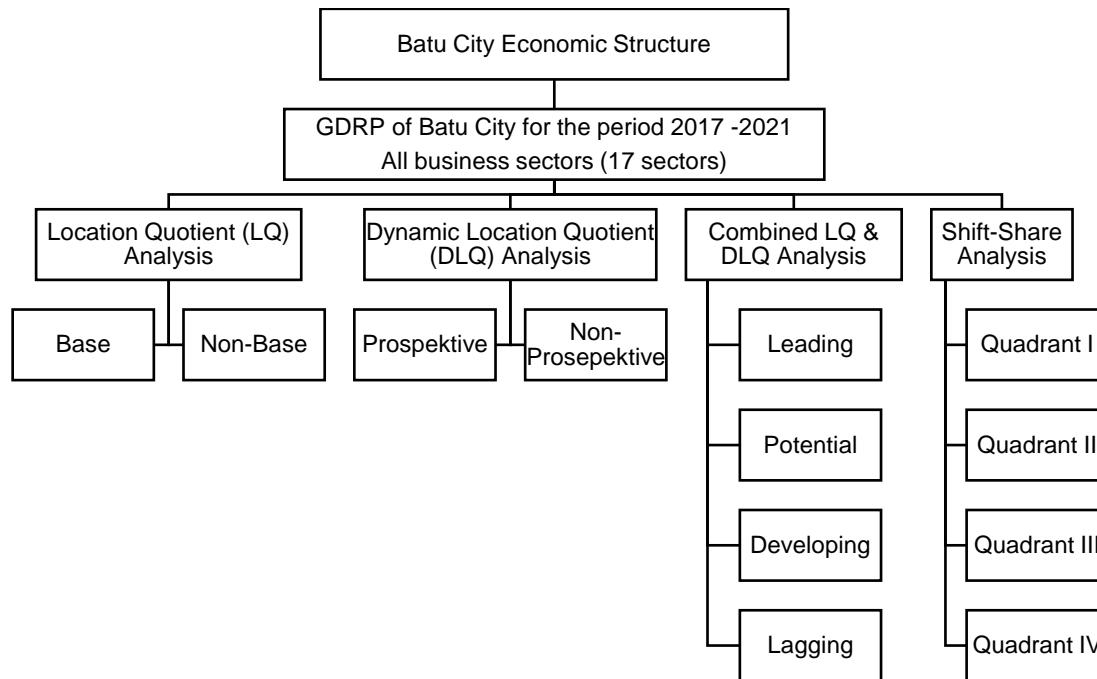 Batu City Economic Structure
GDRP of Batu City for the period 2017 -2021
All business sectors (17 sectors)
Location Quotient (LQ)
Analysis
Dynamic Location Quotient
(DLQ) Analysis
Combined LQ &
DLQ Analysis
Shift-Share
Analysis
Base
Non-Base
Prospektive
Non-
Prosepektive
Leading
Potential
Developing
Lagging
Quadrant I
Quadrant II
Quadrant III
Quadrant IV